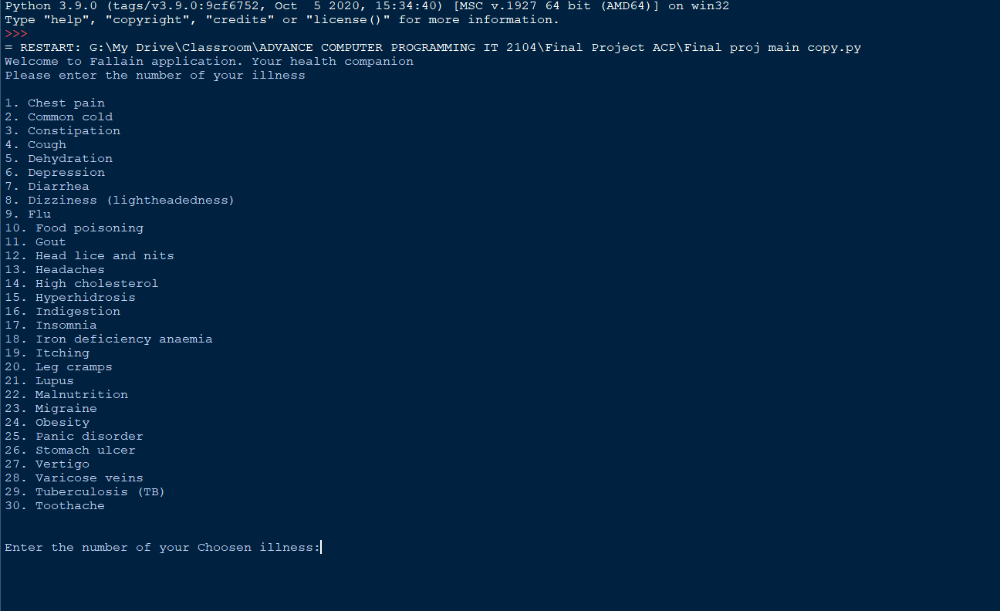 Python 3.9.0 (tags/v3.9.0:9cf6752, Oct  5 2020, 15:34:40) [MSC v.1927 64 bit (AMD64)] on win32
Type "help", "copyright", "credits" or "license()" for more information.
>>>
= RESTART: G:\My Drive\Classroom\ADVANCE COMPUTER PROGRAMMING IT 2104\Final Project ACP\Final proj main copy.py
Welcome to Fallain application. Your health companion
Please enter the number of your illness
1. Chest pain
2. Common cold
3. Constipation
4. Cough
5. Dehydration
6. Depression
7. Diarrhea
8. Dizziness (lightheadedness)
9. Flu
10. Food poisoning
11. Gout
12. Head lice and nits
13. Headaches
14. High cholesterol
15. Hyperhidrosis
16. Indigestion
17. Insomnia
18. Iron deficiency anaemia
19. Itching
20. Leg cramps
21. Lupus
22. Malnutrition
23. Migraine
24. Obesity
25. Panic disorder
26. Stomach ulcer
27. Vertigo
28. Varicose veins
29. Tuberculosis (TB)
30. Toothache
Enter the number of your Choosen illness: